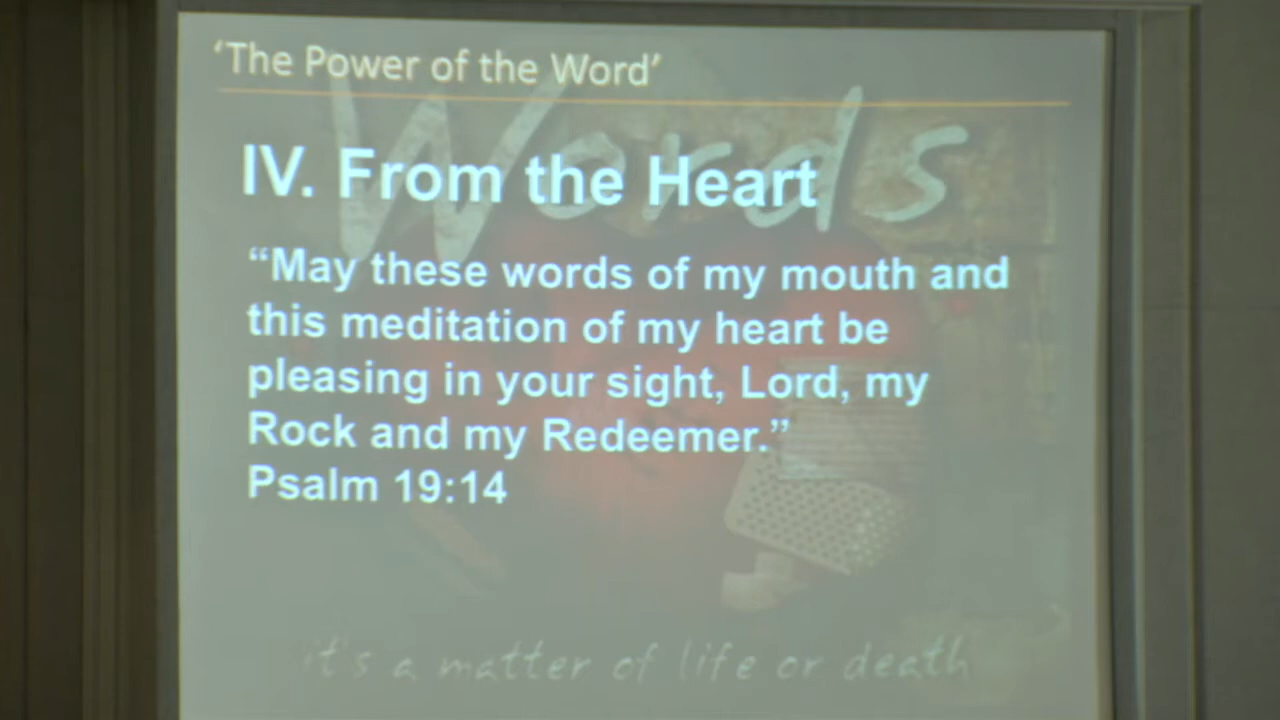 ‘The Power of the Word’
Words
IV. From the Heart
“May these words of my mouth and
this meditation of my heart be
pleasing in your sight, Lord, my
Rock and my Redeemer.”
Psalm 19:14
it's a matter of life or death